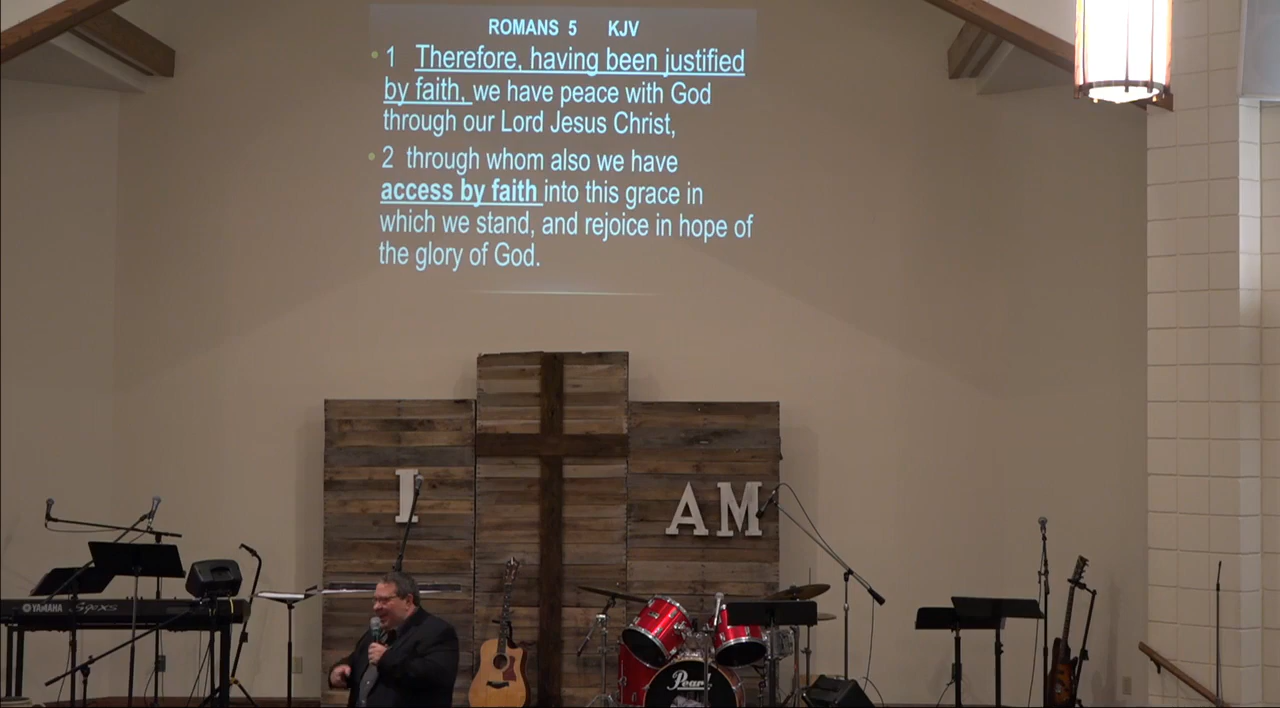 ROMANS 5 KJV
• 1 Therefore, having been justified
by faith, we have peace with God
through our Lord Jesus Christ,
• 2 through whom also we have
access by faith into this grace in
which we stand, and rejoice in hope of
the glory of God.
I AM
YAMAHA S90XS
Pearl